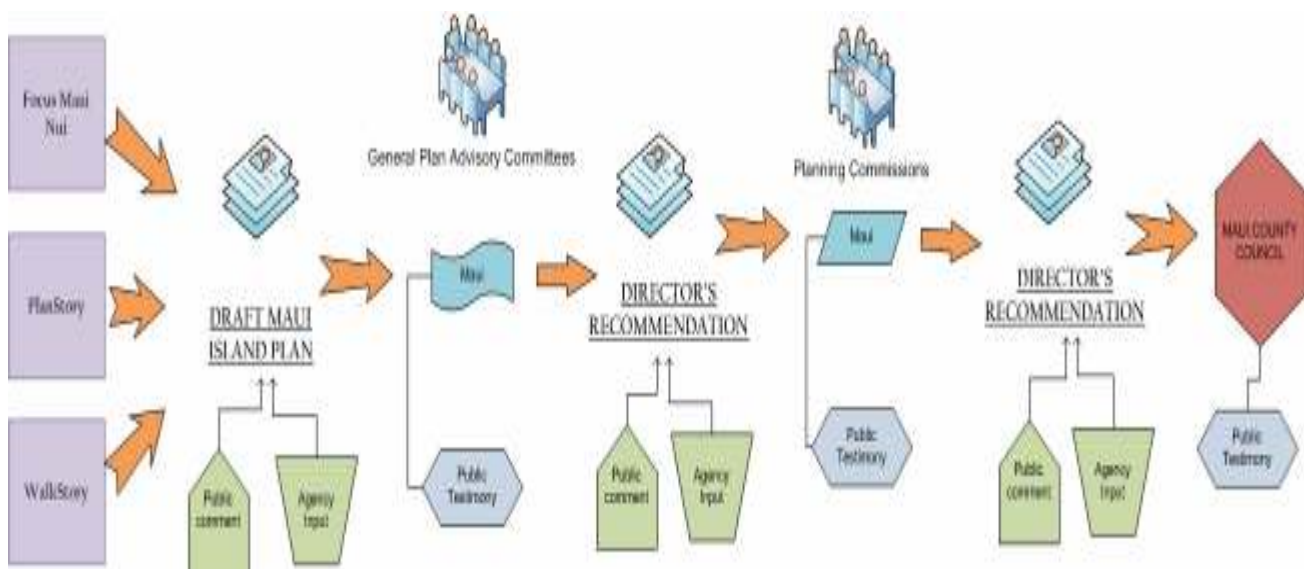 Focus Maui
Nui
PlanStory
WalkStory
DRAFT MAUI
ISLAND PLAN
Public
comment
Agency
Input
General Plan Advisory Committees
Maui
Public
Testimony
DIRECTOR'S
RECOMMENDATION
Public
comment
Agency
Input
Planning Commissions
Maui
Public
Testimony
DIRECTOR'S
RECOMMENDATION
Public
comment
Agency
Input
MAUI COUNTY
COUNCIL
Public
Testimony